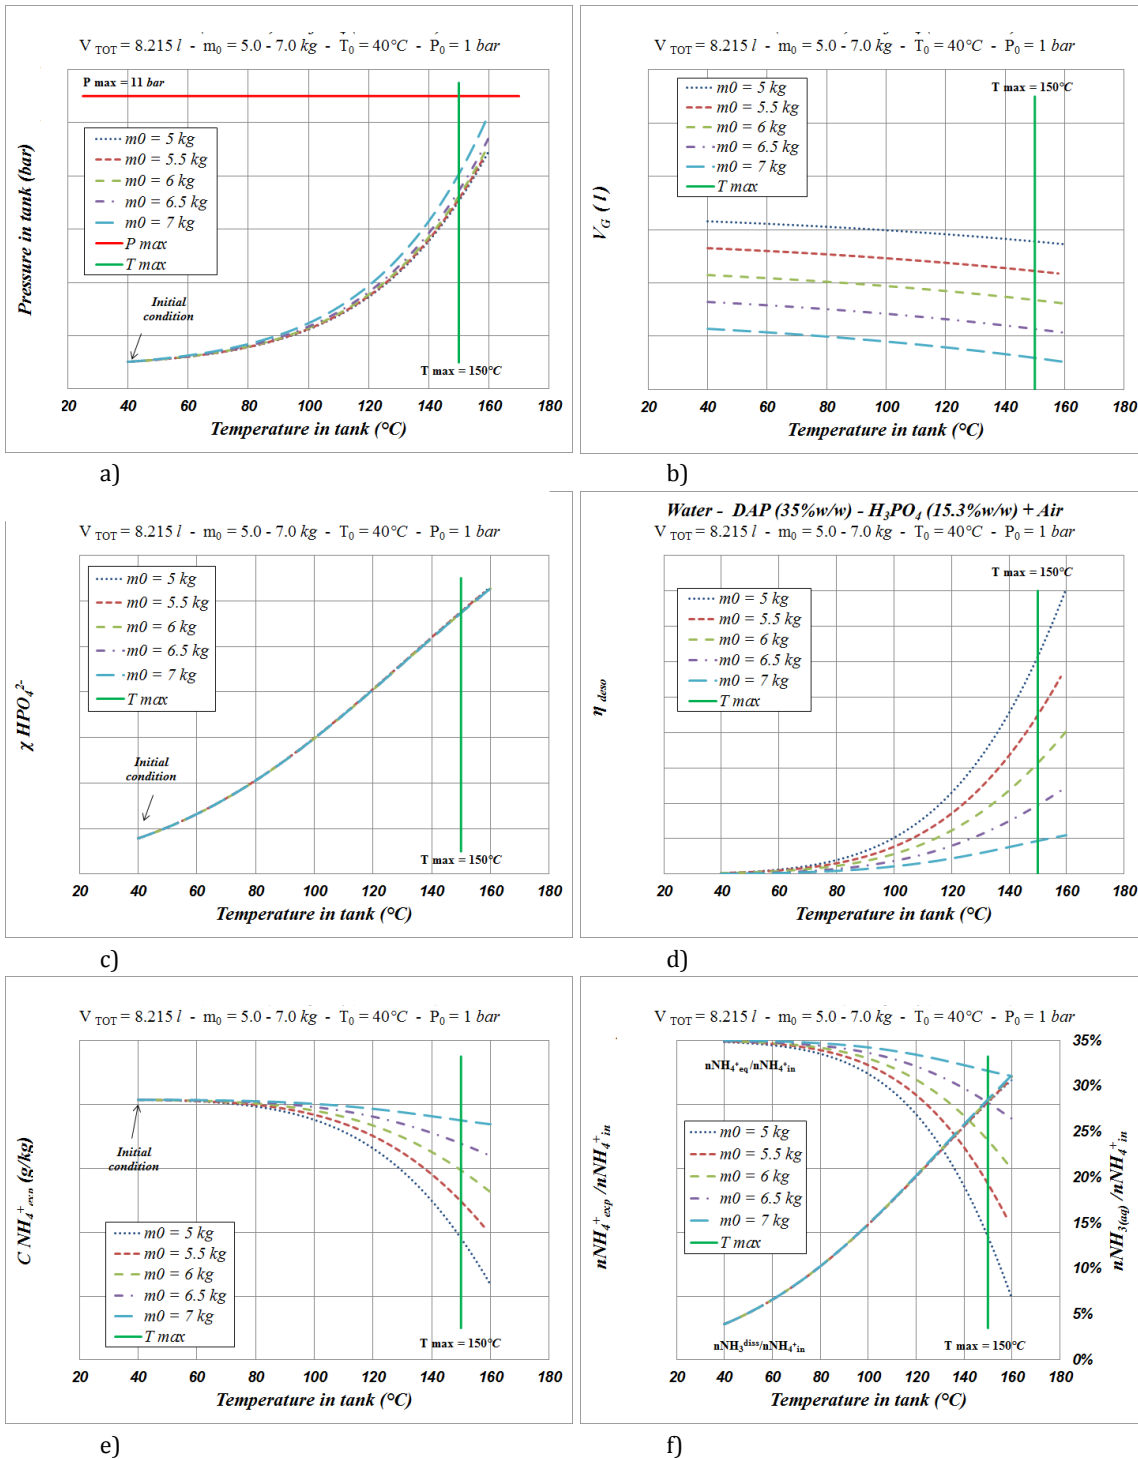 V TOT = 8.215 l - m0 = 5.0 - 7.0 kg - T0 = 40°C - P0 = 1 bar
P max = 11 bar
m0 = 5 kg
m0 = 5.5 kg
m0 = 6 kg
m0 = 6.5 kg
m0 = 7 kg
P max
T max
Initial
condition
T max = 150°C
Pressure in tank (bar)
20 40 60 80 100 120 140 160 180
Temperature in tank (°C)
a)
V TOT = 8.215 l - m0 = 5.0 - 7.0 kg - T0 = 40°C - P0 = 1 bar
T max = 150°C
m0 = 5 kg
m0 = 5.5 kg
m0 = 6 kg
m0 = 6.5 kg
m0 = 7 kg
T max
VG ( l )
20 40 60 80 100 120 140 160 180
Temperature in tank (°C)
b)
V TOT = 8.215 l - m0 = 5.0 - 7.0 kg - T0 = 40°C - P0 = 1 bar
m0 = 5 kg
m0 = 5.5 kg
m0 = 6 kg
m0 = 6.5 kg
m0 = 7 kg
T max
Initial
condition
T max = 150°C
χ HPO4²⁻
20 40 60 80 100 120 140 160 180
Temperature in tank (°C)
c)
Water - DAP (35%w/w) - H3PO4 (15.3%w/w) + Air
V TOT = 8.215 l - m0 = 5.0 - 7.0 kg - T0 = 40°C - P0 = 1 bar
T max = 150°C
m0 = 5 kg
m0 = 5.5 kg
m0 = 6 kg
m0 = 6.5 kg
m0 = 7 kg
T max
η deso
20 40 60 80 100 120 140 160 180
Temperature in tank (°C)
d)
V TOT = 8.215 l - m0 = 5.0 - 7.0 kg - T0 = 40°C - P0 = 1 bar
Initial
condition
m0 = 5 kg
m0 = 5.5 kg
m0 = 6 kg
m0 = 6.5 kg
m0 = 7 kg
T max
T max = 150°C
C NH4⁺exp (g/kg)
20 40 60 80 100 120 140 160 180
Temperature in tank (°C)
e)
V TOT = 8.215 l - m0 = 5.0 - 7.0 kg - T0 = 40°C - P0 = 1 bar
nNH4⁺eq/nNH4⁺in
m0 = 5 kg
m0 = 5.5 kg
m0 = 6 kg
m0 = 6.5 kg
m0 = 7 kg
T max
nNH3diss/nNH4⁺in
T max = 150°C
nNH4⁺exp /nNH4⁺in
35%
30%
25%
20%
15%
10%
5%
0%
nNH3(aq) /nNH4⁺in
20 40 60 80 100 120 140 160 180
Temperature in tank (°C)
f)